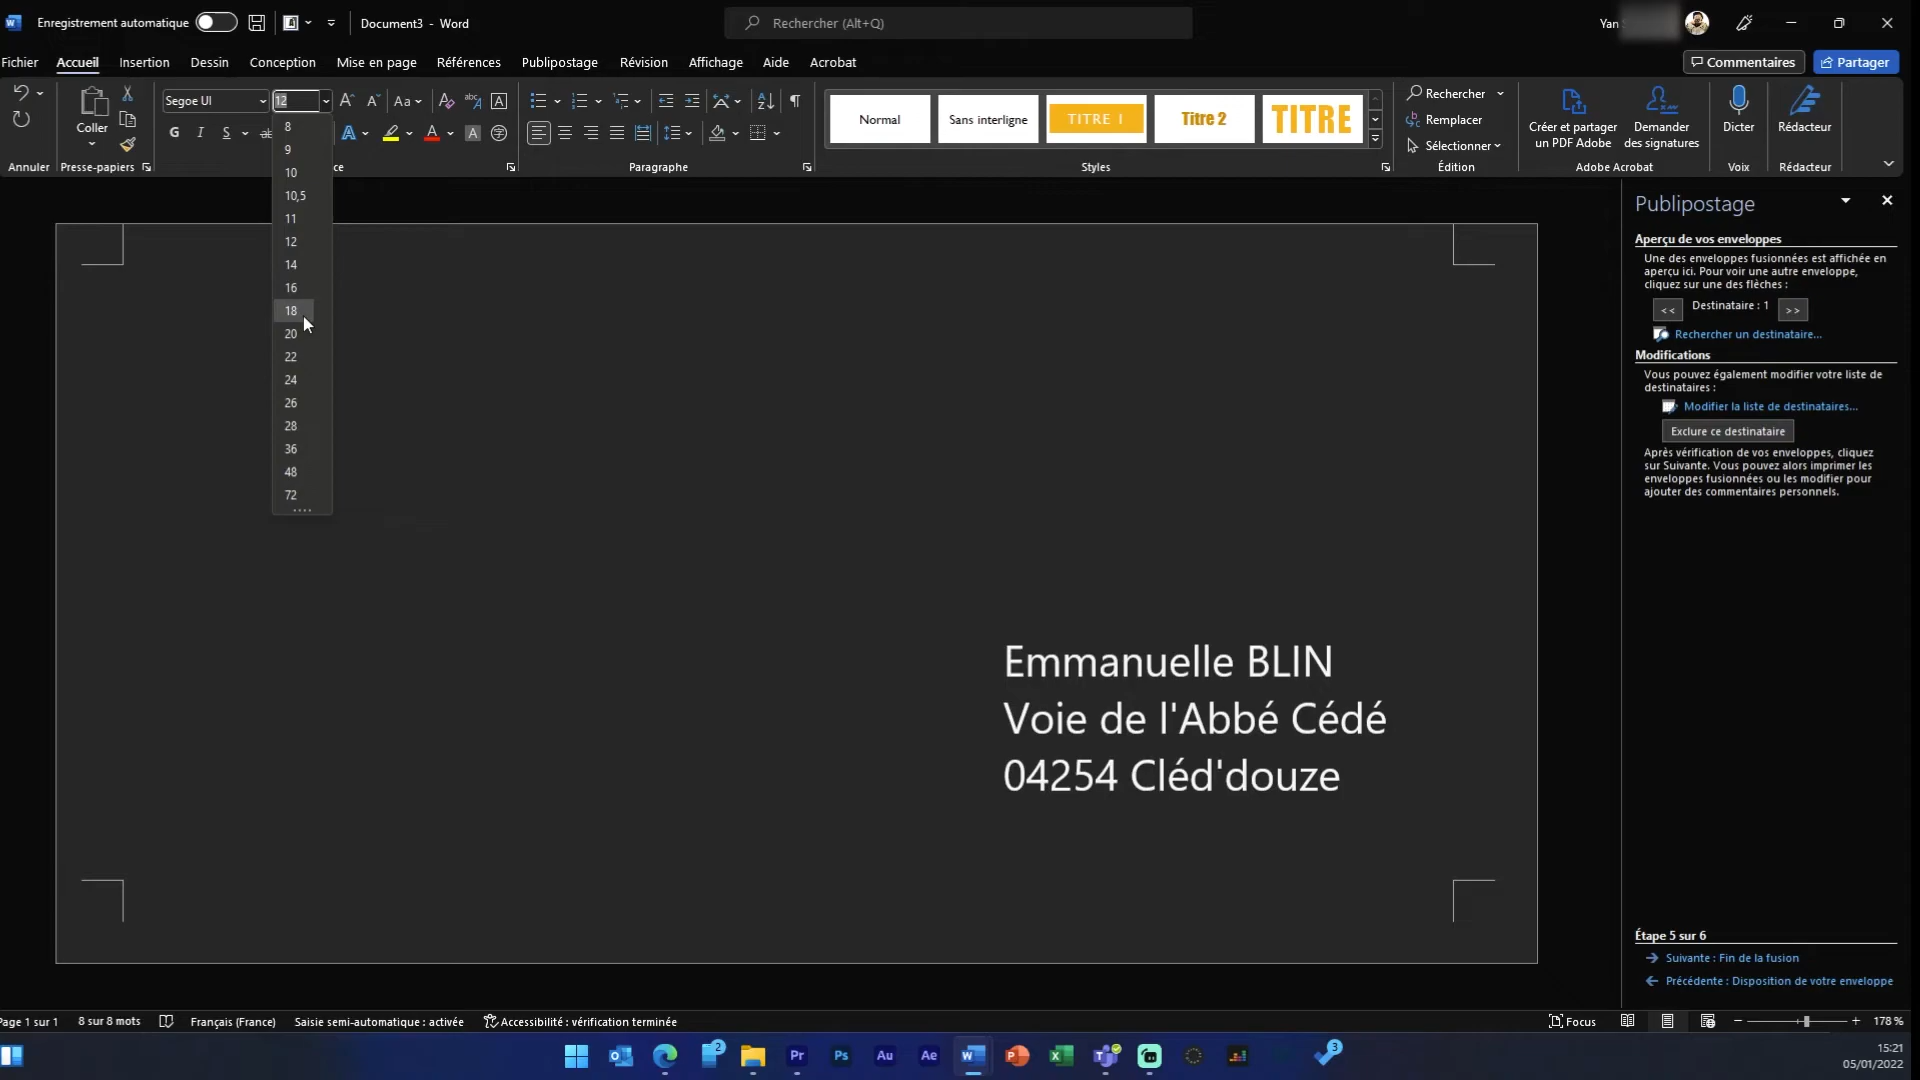 Enregistrement automatique
Document3 - Word
Rechercher (Alt+Q)
Yan
Fichier Accueil Insertion Dessin Conception Mise en page Références Publipostage Révision Affichage Aide Acrobat
Commentaires Partager
Segoe UI 12
Aa
Coller
G I S ab
A A
Normal
Sans interligne
TITRE 1
Titre 2
TITRE
Rechercher
Remplacer
Sélectionner
Créer et partager
un PDF Adobe
Demander
des signatures
Dicter
Rédacteur
Annuler
Presse-papiers
ce
Paragraphe
Styles
Édition
Adobe Acrobat
Voix
Rédacteur
8
9
10
10,5
11
12
14
16
18
20
22
24
26
28
36
48
72
Emmanuelle BLIN
Voie de l'Abbé Cédé
04254 Cléd'douze
Publipostage
Aperçu de vos enveloppes
Une des enveloppes fusionnées est affichée en
aperçu ici. Pour voir une autre enveloppe,
cliquez sur une des flèches :
<< Destinataire : 1 >>
Rechercher un destinataire...
Modifications
Vous pouvez également modifier votre liste de
destinataires :
Modifier la liste de destinataires...
Exclure ce destinataire
Après vérification de vos enveloppes, cliquez
sur Suivante. Vous pouvez alors imprimer les
enveloppes fusionnées ou les modifier pour
ajouter des commentaires personnels.
Étape 5 sur 6
Suivante : Fin de la fusion
Précédente : Disposition de votre enveloppe
Page 1 sur 1 8 sur 8 mots Français (France) Saisie semi-automatique : activée Accessibilité : vérification terminée
Focus
178 %
2 Pr Ps Au Ae W P X T 3
15:21
05/01/2022